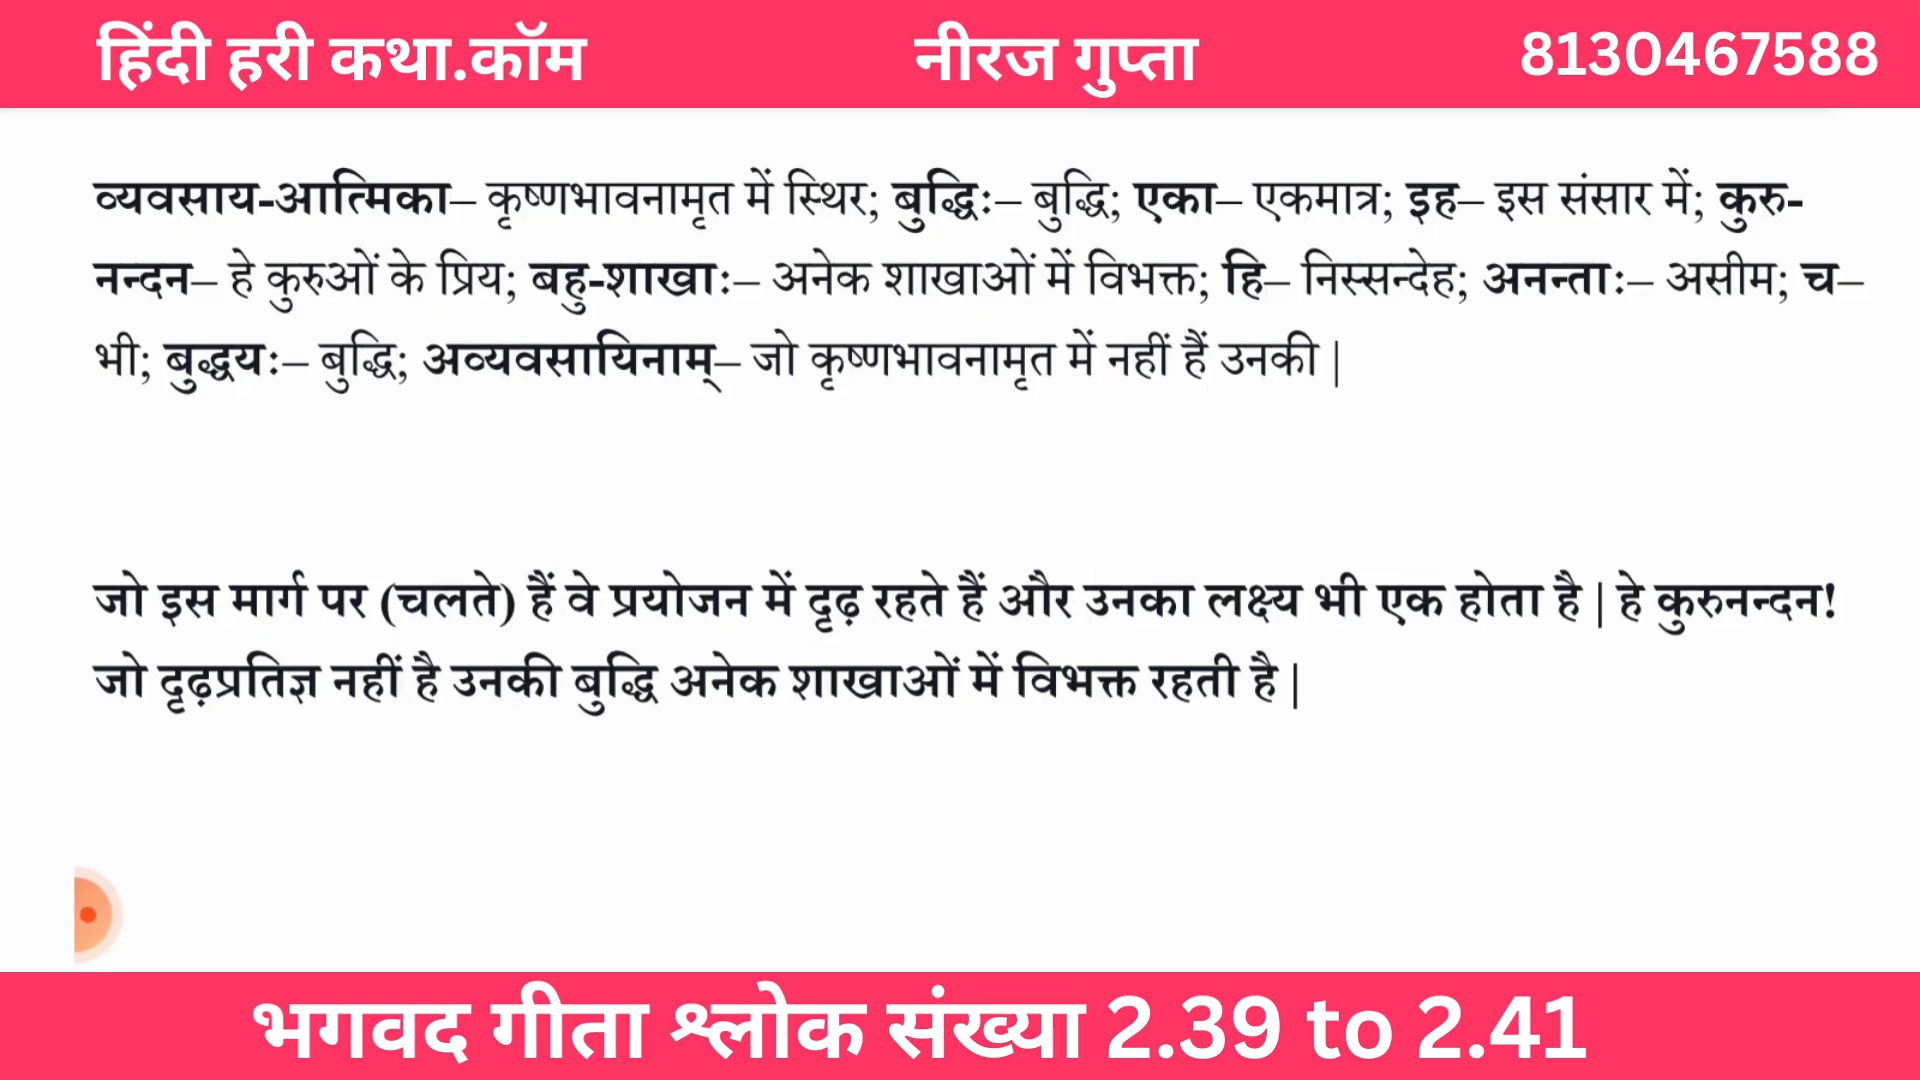 हिंदी हरी कथा.कॉम नीरज गुप्ता 8130467588
व्यवसाय-आत्मिका– कृष्णभावनामृत में स्थिर; बुद्धिः– बुद्धि; एका– एकमात्र; इह– इस संसार में; कुरु-
नन्दन– हे कुरुओं के प्रिय; बहु-शाखाः– अनेक शाखाओं में विभक्त; हि– निस्सन्देह; अनन्ताः– असीम; च–
भी; बुद्धयः– बुद्धि; अव्यवसायिनाम्– जो कृष्णभावनामृत में नहीं हैं उनकी |
जो इस मार्ग पर (चलते) हैं वे प्रयोजन में दृढ़ रहते हैं और उनका लक्ष्य भी एक होता है | हे कुरुनन्दन!
जो दृढ़प्रतिज्ञ नहीं है उनकी बुद्धि अनेक शाखाओं में विभक्त रहती है |
भगवद गीता श्लोक संख्या 2.39 to 2.41